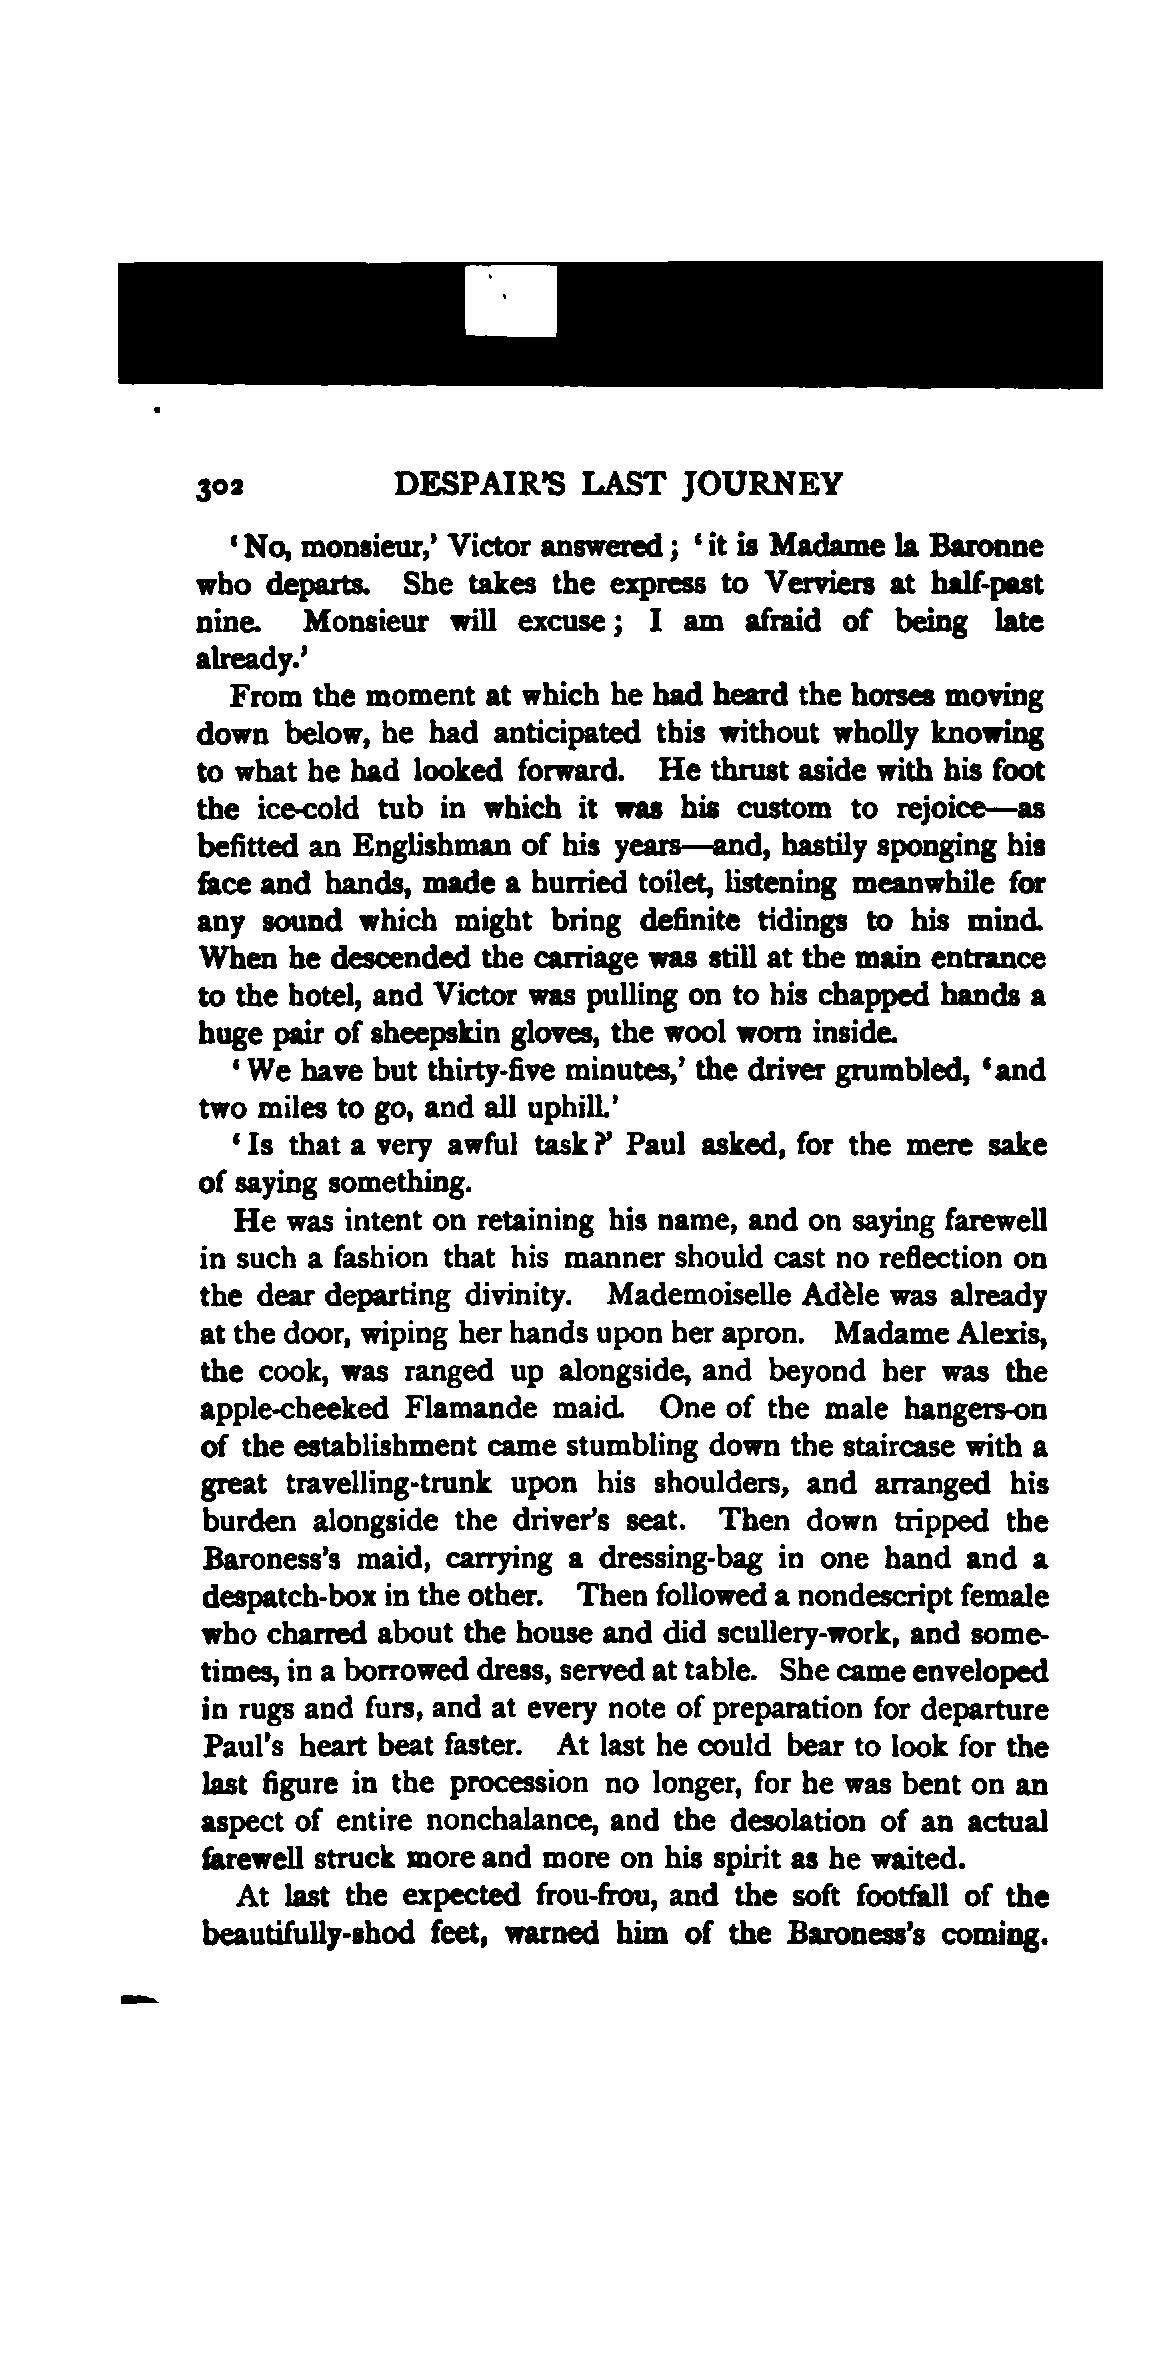 302 DESPAIR'S LAST JOURNEY
'No, monsieur,' Victor answered; 'it is Madame la Baronne
who departs. She takes the express to Verviers at half-past
nine. Monsieur will excuse; I am afraid of being late
already.'
From the moment at which he had heard the horses moving
down below, he had anticipated this without wholly knowing
to what he had looked forward. He thrust aside with his foot
the ice-cold tub in which it was his custom to rejoice—as
befitted an Englishman of his years—and, hastily sponging his
face and hands, made a hurried toilet, listening meanwhile for
any sound which might bring definite tidings to his mind.
When he descended the carriage was still at the main entrance
to the hotel, and Victor was pulling on to his chapped hands a
huge pair of sheepskin gloves, the wool worn inside.
'We have but thirty-five minutes,' the driver grumbled, 'and
two miles to go, and all uphill.'
'Is that a very awful task?' Paul asked, for the mere sake
of saying something.
He was intent on retaining his name, and on saying farewell
in such a fashion that his manner should cast no reflection on
the dear departing divinity. Mademoiselle Adèle was already
at the door, wiping her hands upon her apron. Madame Alexis,
the cook, was ranged up alongside, and beyond her was the
apple-cheeked Flamande maid. One of the male hangers-on
of the establishment came stumbling down the staircase with a
great travelling-trunk upon his shoulders, and arranged his
burden alongside the driver's seat. Then down tripped the
Baroness's maid, carrying a dressing-bag in one hand and a
despatch-box in the other. Then followed a nondescript female
who charred about the house and did scullery-work, and some-
times, in a borrowed dress, served at table. She came enveloped
in rugs and furs, and at every note of preparation for departure
Paul's heart beat faster. At last he could bear to look for the
last figure in the procession no longer, for he was bent on an
aspect of entire nonchalance, and the desolation of an actual
farewell struck more and more on his spirit as he waited.
At last the expected frou-frou, and the soft footfall of the
beautifully-shod feet, warned him of the Baroness's coming.